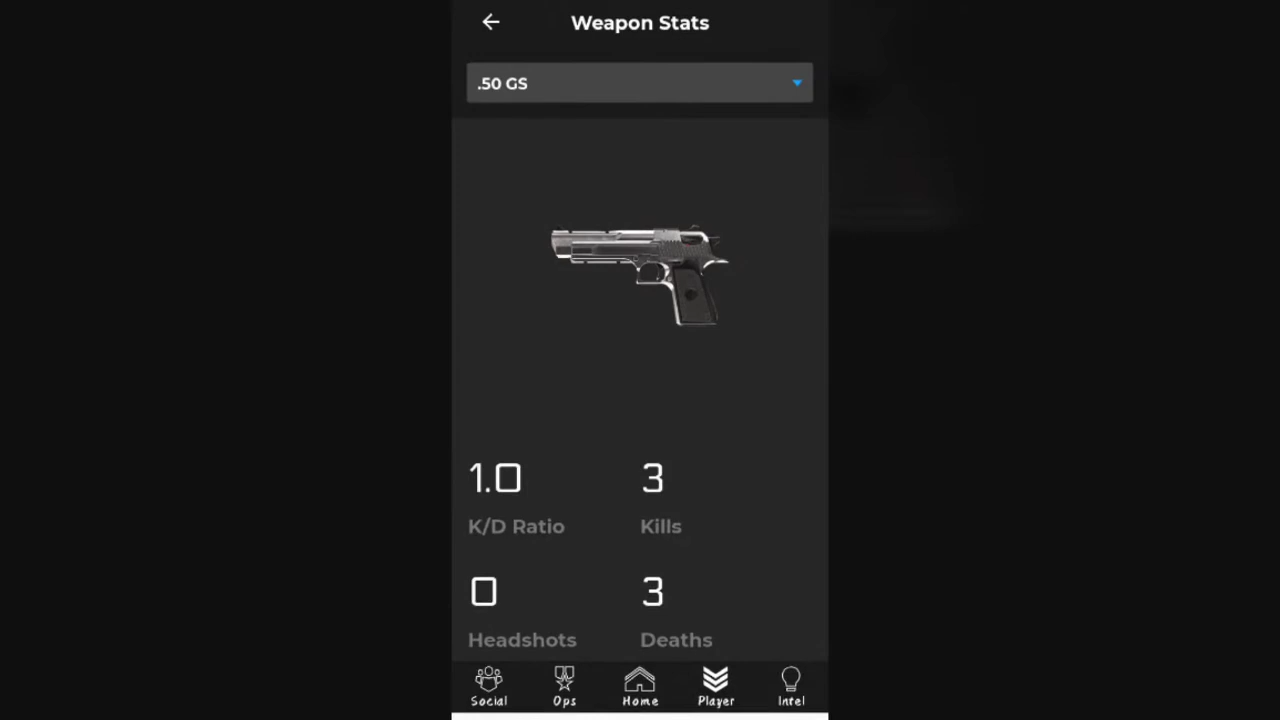 Weapon Stats
.50 GS
1.0 3
K/D Ratio Kills
0 3
Headshots Deaths
Social Ops Home Player Intel